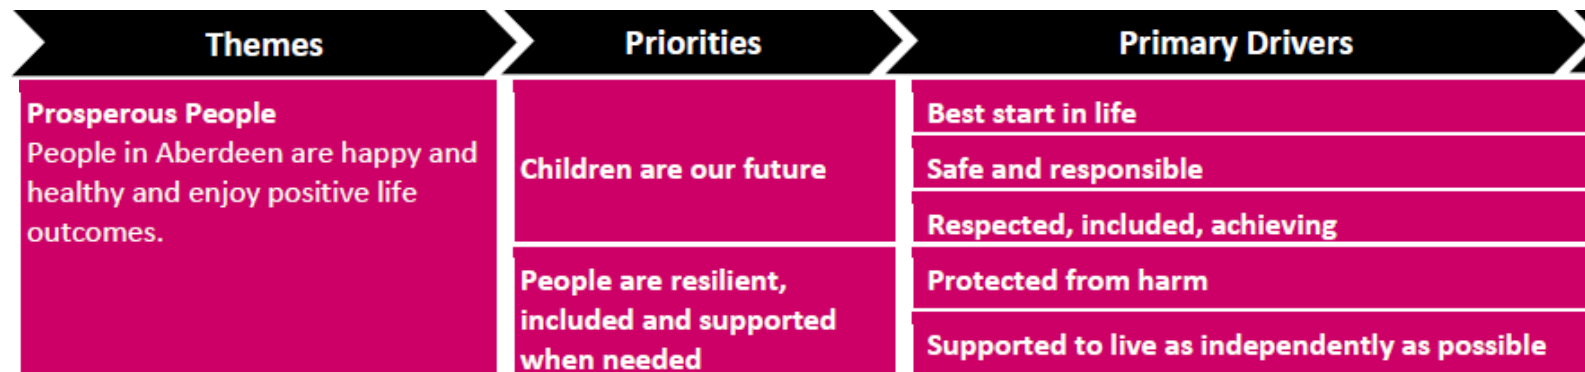 Themes
Priorities
Primary Drivers
Prosperous People
People in Aberdeen are happy and
healthy and enjoy positive life
outcomes.
Children are our future
Best start in life
Safe and responsible
Respected, included, achieving
People are resilient,
included and supported
when needed
Protected from harm
Supported to live as independently as possible